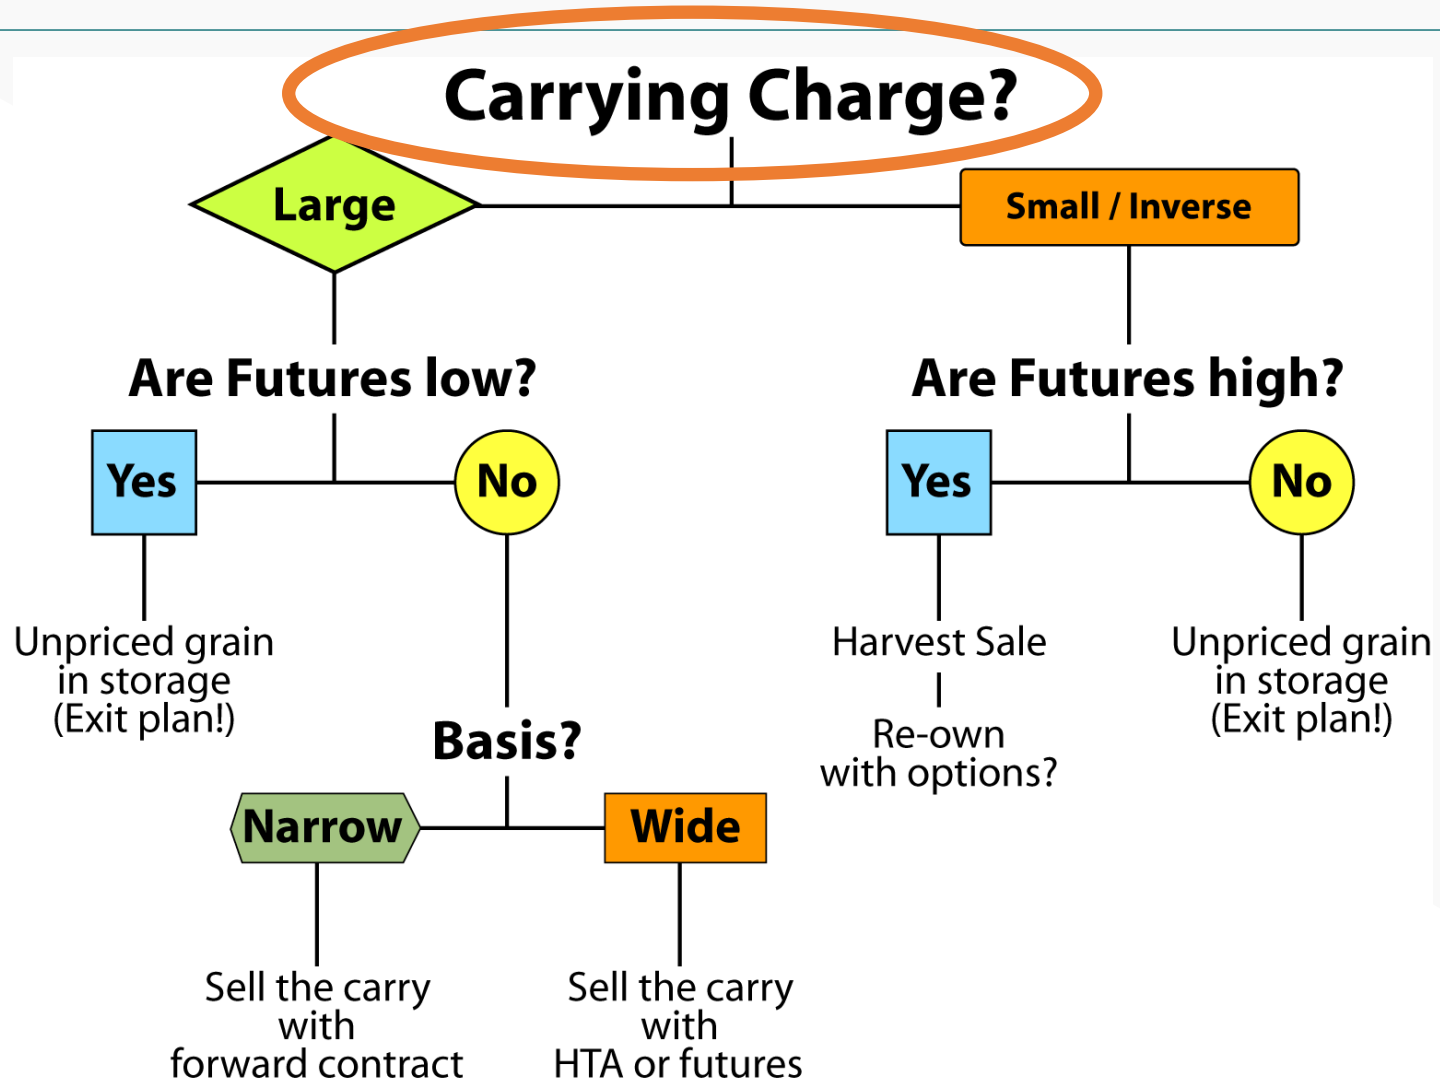 Carrying Charge?
Large
Small / Inverse
Are Futures low?
Are Futures high?
Yes
No
Yes
No
Unpriced grain
in storage
(Exit plan!)
Harvest Sale
Re-own
with options?
Unpriced grain
in storage
(Exit plan!)
Basis?
Narrow
Wide
Sell the carry
with
forward contract
Sell the carry
with
HTA or futures